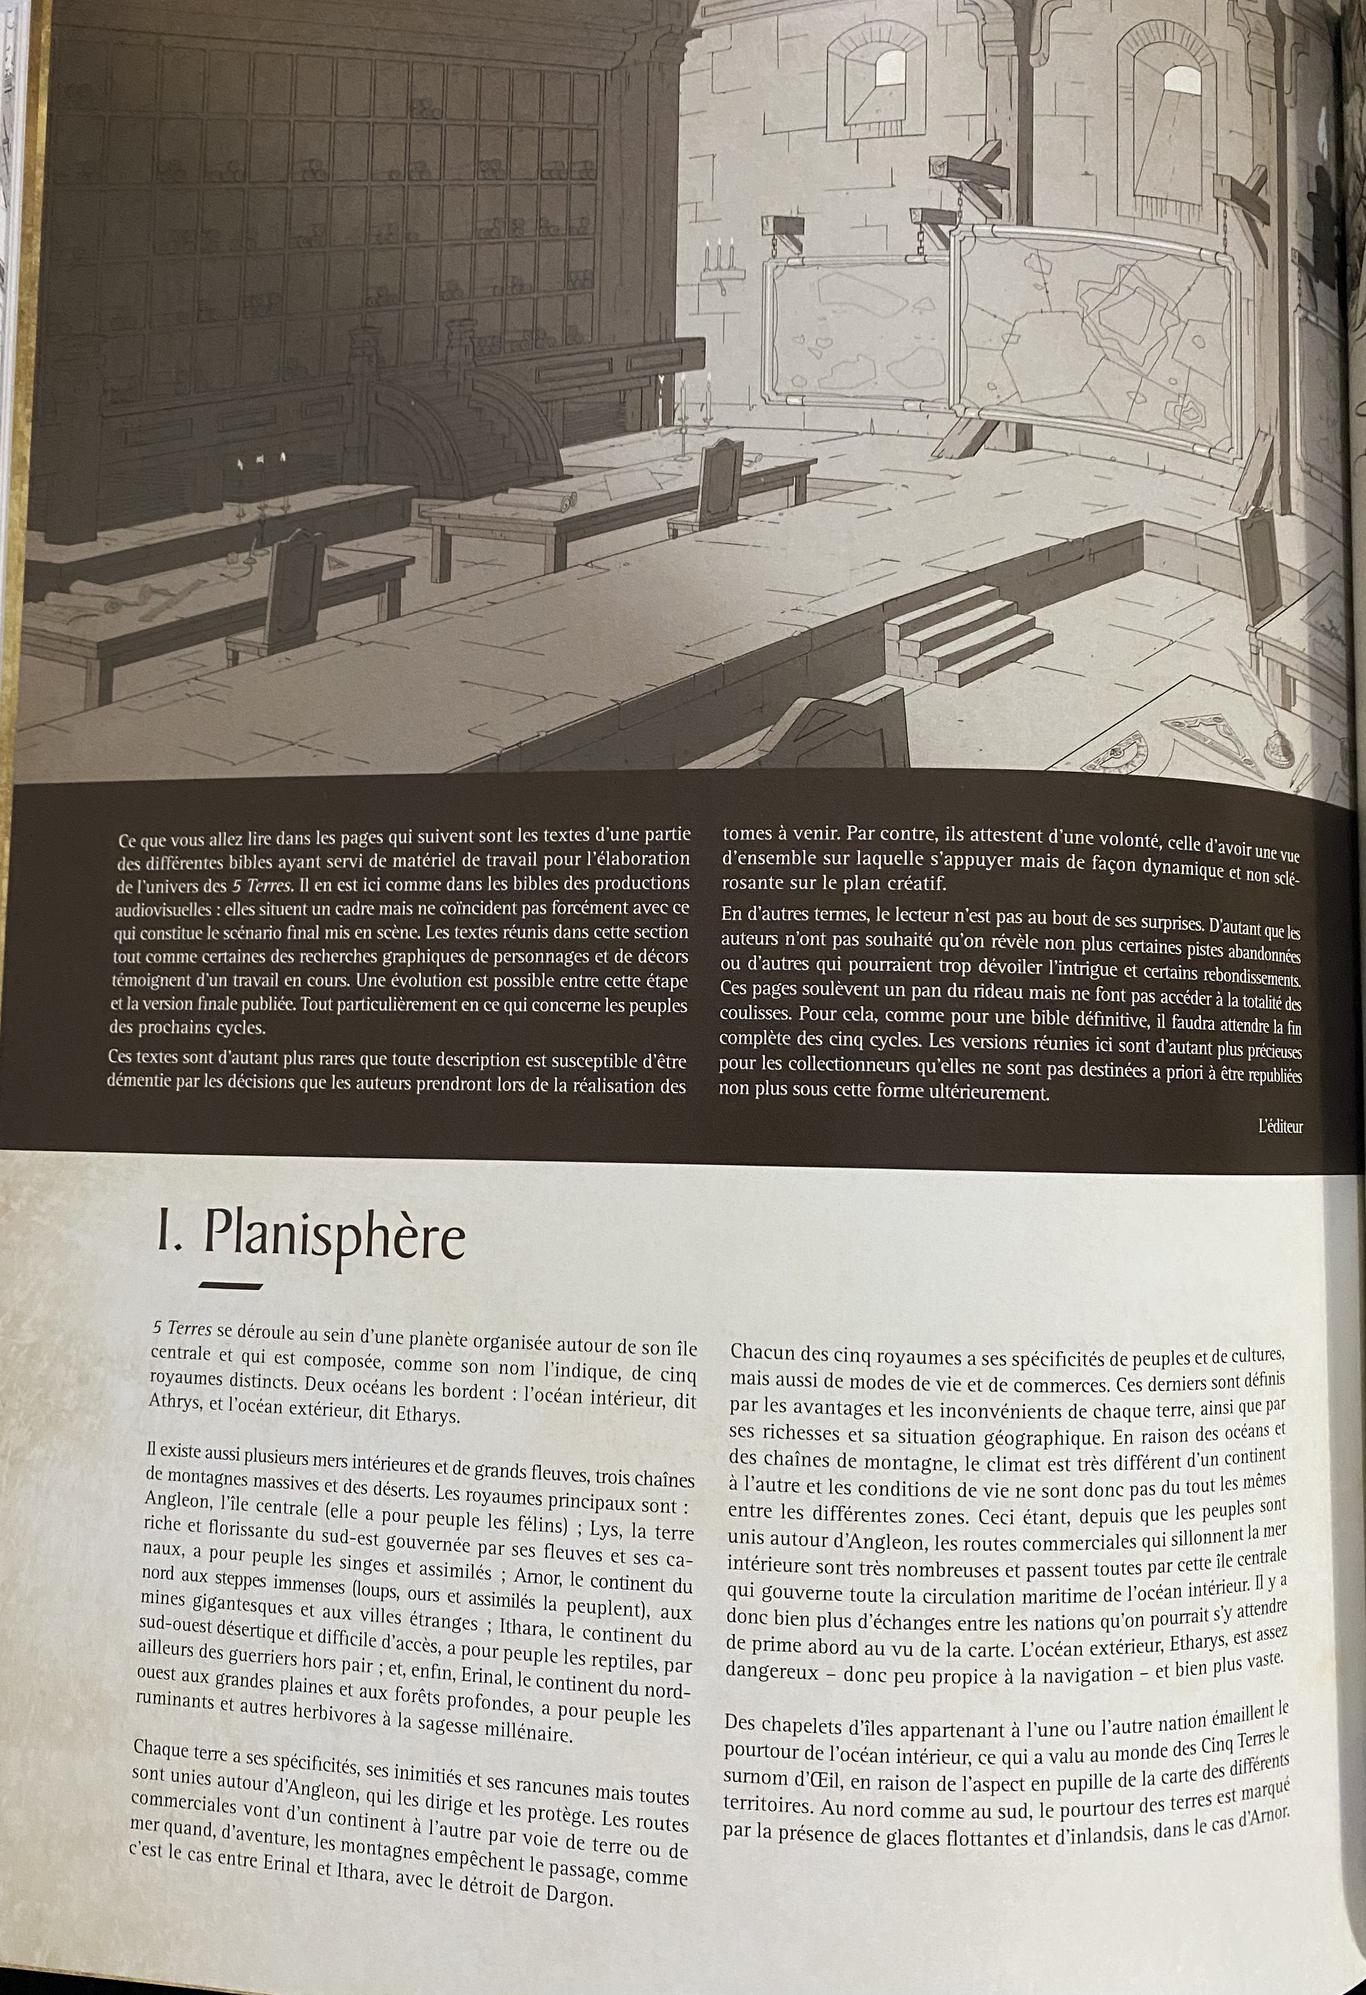 Ce que vous allez lire dans les pages qui suivent sont les textes d'une partie
des différentes bibles ayant servi de matériel de travail pour l'élaboration
de l'univers des 5 Terres. Il en est ici comme dans les bibles des productions
audiovisuelles : elles situent un cadre mais ne coïncident pas forcément avec ce
qui constitue le scénario final mis en scène. Les textes réunis dans cette section
tout comme certaines des recherches graphiques de personnages et de décors
témoignent d'un travail en cours. Une évolution est possible entre cette étape
et la version finale publiée. Tout particulièrement en ce qui concerne les peuples
des prochains cycles.
Ces textes sont d'autant plus rares que toute description est susceptible d'être
démentie par les décisions que les auteurs prendront lors de la réalisation des
tomes à venir. Par contre, ils attestent d'une volonté, celle d'avoir une vue
d'ensemble sur laquelle s'appuyer mais de façon dynamique et non sclé-
rosante sur le plan créatif.
En d'autres termes, le lecteur n'est pas au bout de ses surprises. D'autant que les
auteurs n'ont pas souhaité qu'on révèle non plus certaines pistes abandonnées
ou d'autres qui pourraient trop dévoiler l'intrigue et certains rebondissements.
Ces pages soulèvent un pan du rideau mais ne font pas accéder à la totalité des
coulisses. Pour cela, comme pour une bible définitive, il faudra attendre la fin
complète des cinq cycles. Les versions réunies ici sont d'autant plus précieuses
pour les collectionneurs qu'elles ne sont pas destinées a priori à être republiées
non plus sous cette forme ultérieurement.
L'éditeur
I. Planisphère
5 Terres se déroule au sein d'une planète organisée autour de son île
centrale et qui est composée, comme son nom l'indique, de cinq
royaumes distincts. Deux océans les bordent : l'océan intérieur, dit
Athrys, et l'océan extérieur, dit Etharys.
Il existe aussi plusieurs mers intérieures et de grands fleuves, trois chaînes
de montagnes massives et des déserts. Les royaumes principaux sont :
Angleon, l'île centrale (elle a pour peuple les félins) ; Lys, la terre
riche et florissante du sud-est gouvernée par ses fleuves et ses ca-
naux, a pour peuple les singes et assimilés ; Arnor, le continent du
nord aux steppes immenses (loups, ours et assimilés la peuplent), aux
mines gigantesques et aux villes étranges ; Ithara, le continent du
sud-ouest désertique et difficile d'accès, a pour peuple les reptiles, par
ailleurs des guerriers hors pair ; et, enfin, Erinal, le continent du nord-
ouest aux grandes plaines et aux forêts profondes, a pour peuple les
ruminants et autres herbivores à la sagesse millénaire.
Chaque terre a ses spécificités, ses inimitiés et ses rancunes mais toutes
sont unies autour d'Angleon, qui les dirige et les protège. Les routes
commerciales vont d'un continent à l'autre par voie de terre ou de
mer quand, d'aventure, les montagnes empêchent le passage, comme
c'est le cas entre Erinal et Ithara, avec le détroit de Dargon.
Chacun des cinq royaumes a ses spécificités de peuples et de cultures,
mais aussi de modes de vie et de commerces. Ces derniers sont définis
par les avantages et les inconvénients de chaque terre, ainsi que par
ses richesses et sa situation géographique. En raison des océans et
des chaînes de montagne, le climat est très différent d'un continent
à l'autre et les conditions de vie ne sont donc pas du tout les mêmes
entre les différentes zones. Ceci étant, depuis que les peuples sont
unis autour d'Angleon, les routes commerciales qui sillonnent la mer
intérieure sont très nombreuses et passent toutes par cette île centrale
qui gouverne toute la circulation maritime de l'océan intérieur. Il y a
donc bien plus d'échanges entre les nations qu'on pourrait s'y attendre
de prime abord au vu de la carte. L'océan extérieur, Etharys, est assez
dangereux – donc peu propice à la navigation – et bien plus vaste.
Des chapelets d'îles appartenant à l'une ou l'autre nation émaillent le
pourtour de l'océan intérieur, ce qui a valu au monde des Cinq Terres le
surnom d'Œil, en raison de l'aspect en pupille de la carte des différents
territoires. Au nord comme au sud, le pourtour des terres est marqué
par la présence de glaces flottantes et d'inlandsis, dans le cas d'Arnor.